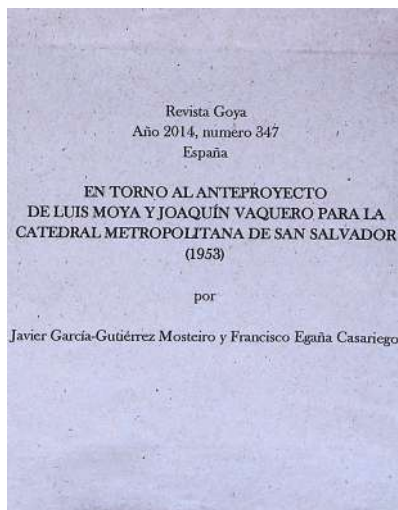 Revista Goya
Año 2014, numero 347
España
EN TORNO AL ANTEPROYECTO
DE LUIS MOYA Y JOAQUÍN VAQUERO PARA LA
CATEDRAL METROPOLITANA DE SAN SALVADOR
(1953)
por
Javier García-Gutiérrez Mosteiro y Francisco Egaña Casariego